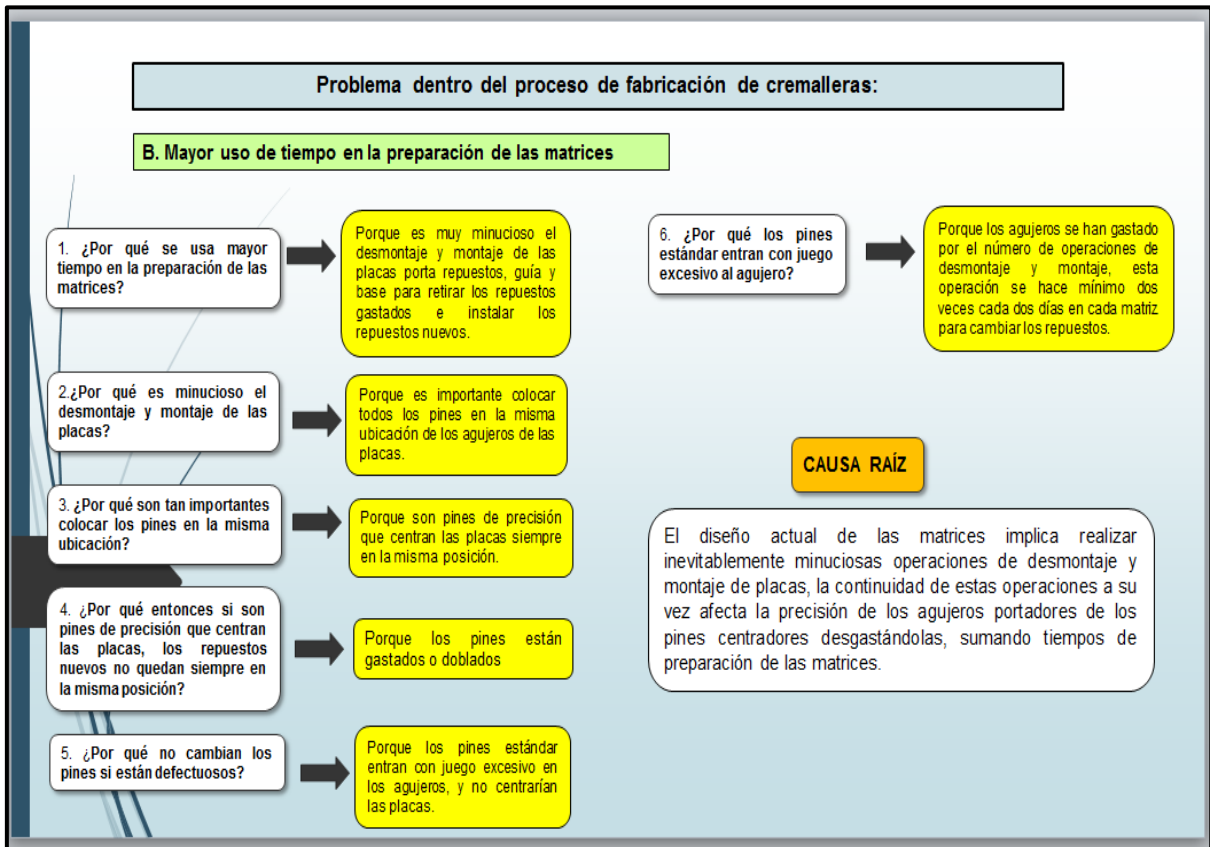 Problema dentro del proceso de fabricación de cremalleras:
B. Mayor uso de tiempo en la preparación de las matrices
1. ¿Por qué se usa mayor
tiempo en la preparación de las
matrices?
Porque es muy minucioso el
desmontaje y montaje de las
placas porta repuestos, guía y
base para retirar los repuestos
gastados e instalar los
repuestos nuevos.
2.¿Por qué es minucioso el
desmontaje y montaje de las
placas?
Porque es importante colocar
todos los pines en la misma
ubicación de los agujeros de las
placas.
3. ¿Por qué son tan importantes
colocar los pines en la misma
ubicación?
Porque son pines de precisión
que centran las placas siempre
en la misma posición.
4. ¿Por qué entonces si son
pines de precisión que centran
las placas, los repuestos
nuevos no quedan siempre en
la misma posición?
Porque los pines están
gastados o doblados
5. ¿Por qué no cambian los
pines si están defectuosos?
Porque los pines estándar
entran con juego excesivo en
los agujeros, y no centrarían
las placas.
6. ¿Por qué los pines
estándar entran con juego
excesivo al agujero?
Porque los agujeros se han gastado
por el número de operaciones de
desmontaje y montaje, esta
operación se hace mínimo dos
veces cada dos días en cada matriz
para cambiar los repuestos.
CAUSA RAÍZ
El diseño actual de las matrices implica realizar
inevitablemente minuciosas operaciones de desmontaje y
montaje de placas, la continuidad de estas operaciones a su
vez afecta la precisión de los agujeros portadores de los
pines centradores desgastándolas, sumando tiempos de
preparación de las matrices.